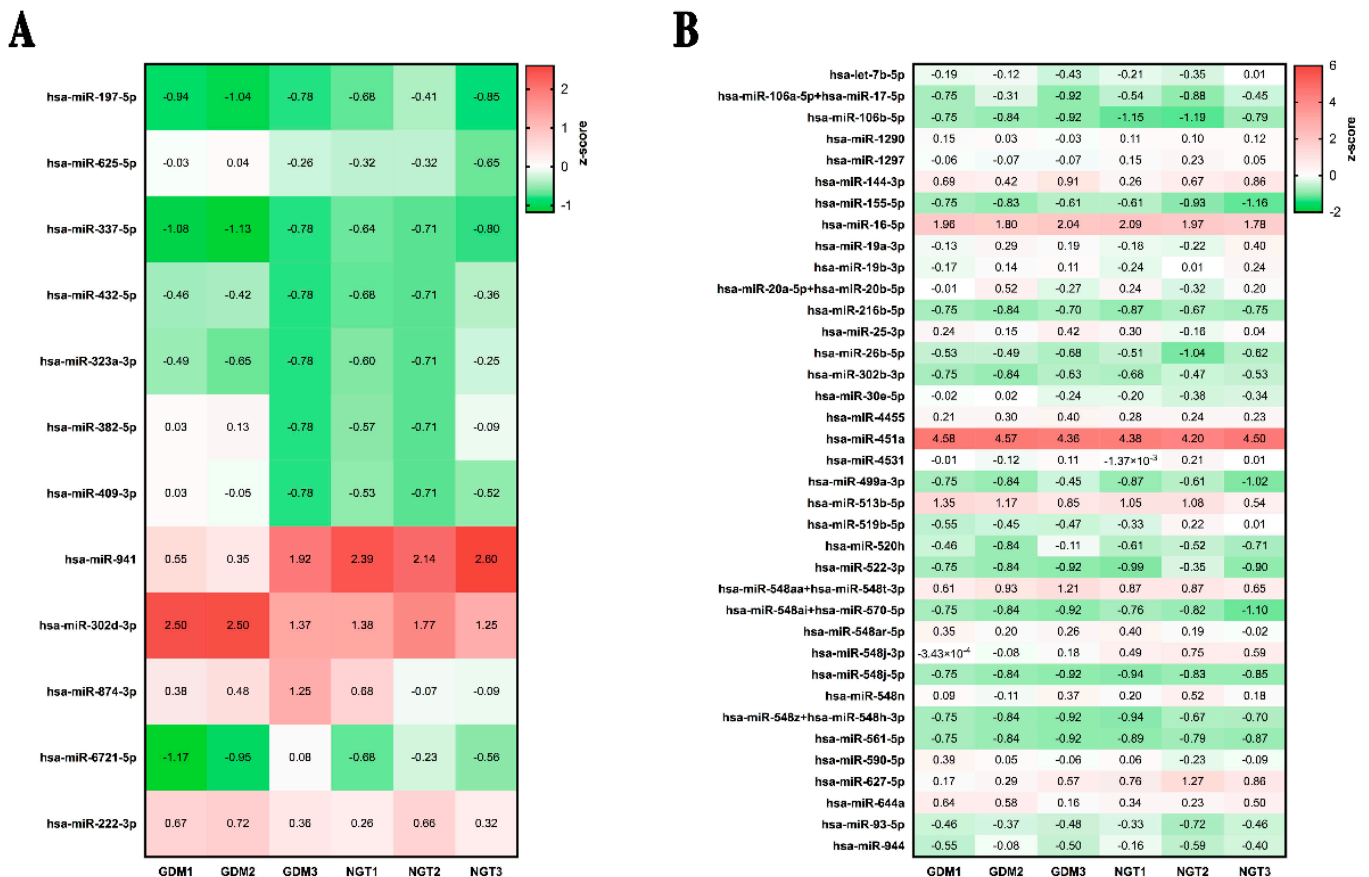 A
hsa-miR-197-5p -0.94 -1.04 -0.78 -0.68 -0.41 -0.85
hsa-miR-625-5p -0.03 0.04 -0.26 -0.32 -0.32 -0.65
hsa-miR-337-5p -1.08 -1.13 -0.78 -0.64 -0.71 -0.80
hsa-miR-432-5p -0.46 -0.42 -0.78 -0.68 -0.71 -0.36
hsa-miR-323a-3p -0.49 -0.65 -0.78 -0.60 -0.71 -0.25
hsa-miR-382-5p 0.03 0.13 -0.78 -0.57 -0.71 -0.09
hsa-miR-409-3p 0.03 -0.05 -0.78 -0.53 -0.71 -0.52
hsa-miR-941 0.55 0.35 1.92 2.39 2.14 2.60
hsa-miR-302d-3p 2.50 2.50 1.37 1.38 1.77 1.25
hsa-miR-874-3p 0.38 0.48 1.25 0.68 -0.07 -0.09
hsa-miR-6721-5p -1.17 -0.95 0.08 -0.68 -0.23 -0.56
hsa-miR-222-3p 0.67 0.72 0.36 0.26 0.66 0.32
GDM1 GDM2 GDM3 NGT1 NGT2 NGT3
2
1
0
-1
z-score
B
hsa-let-7b-5p -0.19 -0.12 -0.43 -0.21 -0.35 0.01
hsa-miR-106a-5p+hsa-miR-17-5p -0.75 -0.31 -0.92 -0.54 -0.88 -0.45
hsa-miR-106b-5p -0.75 -0.84 -0.92 -1.15 -1.19 -0.79
hsa-miR-1290 0.15 0.03 -0.03 0.11 0.10 0.12
hsa-miR-1297 -0.06 -0.07 -0.07 0.15 0.23 0.05
hsa-miR-144-3p 0.69 0.42 0.91 0.26 0.67 0.86
hsa-miR-155-5p -0.75 -0.83 -0.61 -0.61 -0.93 -1.16
hsa-miR-16-5p 1.96 1.80 2.04 2.09 1.97 1.78
hsa-miR-19a-3p -0.13 0.29 0.19 -0.18 -0.22 0.40
hsa-miR-19b-3p -0.17 0.14 0.11 -0.24 0.01 0.24
hsa-miR-20a-5p+hsa-miR-20b-5p -0.01 0.52 -0.27 0.24 -0.32 0.20
hsa-miR-216b-5p -0.75 -0.84 -0.70 -0.87 -0.67 -0.75
hsa-miR-25-3p 0.24 0.15 0.42 0.30 -0.16 0.04
hsa-miR-26b-5p -0.53 -0.49 -0.68 -0.51 -1.04 -0.62
hsa-miR-302b-3p -0.75 -0.84 -0.63 -0.68 -0.47 -0.53
hsa-miR-30e-5p -0.02 0.02 -0.24 -0.20 -0.38 -0.34
hsa-miR-4455 0.21 0.30 0.40 0.28 0.24 0.23
hsa-miR-451a 4.58 4.57 4.36 4.38 4.20 4.50
hsa-miR-4531 -0.01 -0.12 0.11 -1.37×10⁻³ 0.21 0.01
hsa-miR-499a-3p -0.75 -0.84 -0.45 -0.87 -0.61 -1.02
hsa-miR-513b-5p 1.35 1.17 0.85 1.05 1.08 0.54
hsa-miR-519b-5p -0.55 -0.45 -0.47 -0.33 0.22 0.01
hsa-miR-520h -0.46 -0.84 -0.11 -0.61 -0.52 -0.71
hsa-miR-522-3p -0.75 -0.84 -0.92 -0.99 -0.35 -0.90
hsa-miR-548aa+hsa-miR-548t-3p 0.61 0.93 1.21 0.87 0.87 0.65
hsa-miR-548ai+hsa-miR-570-5p -0.75 -0.84 -0.92 -0.76 -0.82 -1.10
hsa-miR-548ar-5p 0.35 0.20 0.26 0.40 0.19 -0.02
hsa-miR-548j-3p -3.43×10⁻⁴ -0.08 0.18 0.49 0.75 0.59
hsa-miR-548j-5p -0.75 -0.84 -0.92 -0.94 -0.83 -0.85
hsa-miR-548n 0.09 -0.11 0.37 0.20 0.52 0.18
hsa-miR-548z+hsa-miR-548h-3p -0.75 -0.84 -0.92 -0.94 -0.67 -0.70
hsa-miR-561-5p -0.75 -0.84 -0.92 -0.89 -0.79 -0.87
hsa-miR-590-5p 0.39 0.05 -0.06 0.06 -0.23 -0.09
hsa-miR-627-5p 0.17 0.29 0.57 0.76 1.27 0.86
hsa-miR-644a 0.64 0.58 0.16 0.34 0.23 0.50
hsa-miR-93-5p -0.46 -0.37 -0.48 -0.33 -0.72 -0.46
hsa-miR-944 -0.55 -0.08 -0.50 -0.16 -0.59 -0.40
GDM1 GDM2 GDM3 NGT1 NGT2 NGT3
6
4
2
0
-2
z-score